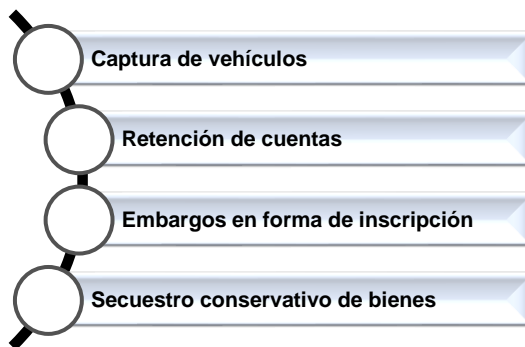 Captura de vehículos
Retención de cuentas
Embargos en forma de inscripción
Secuestro conservativo de bienes